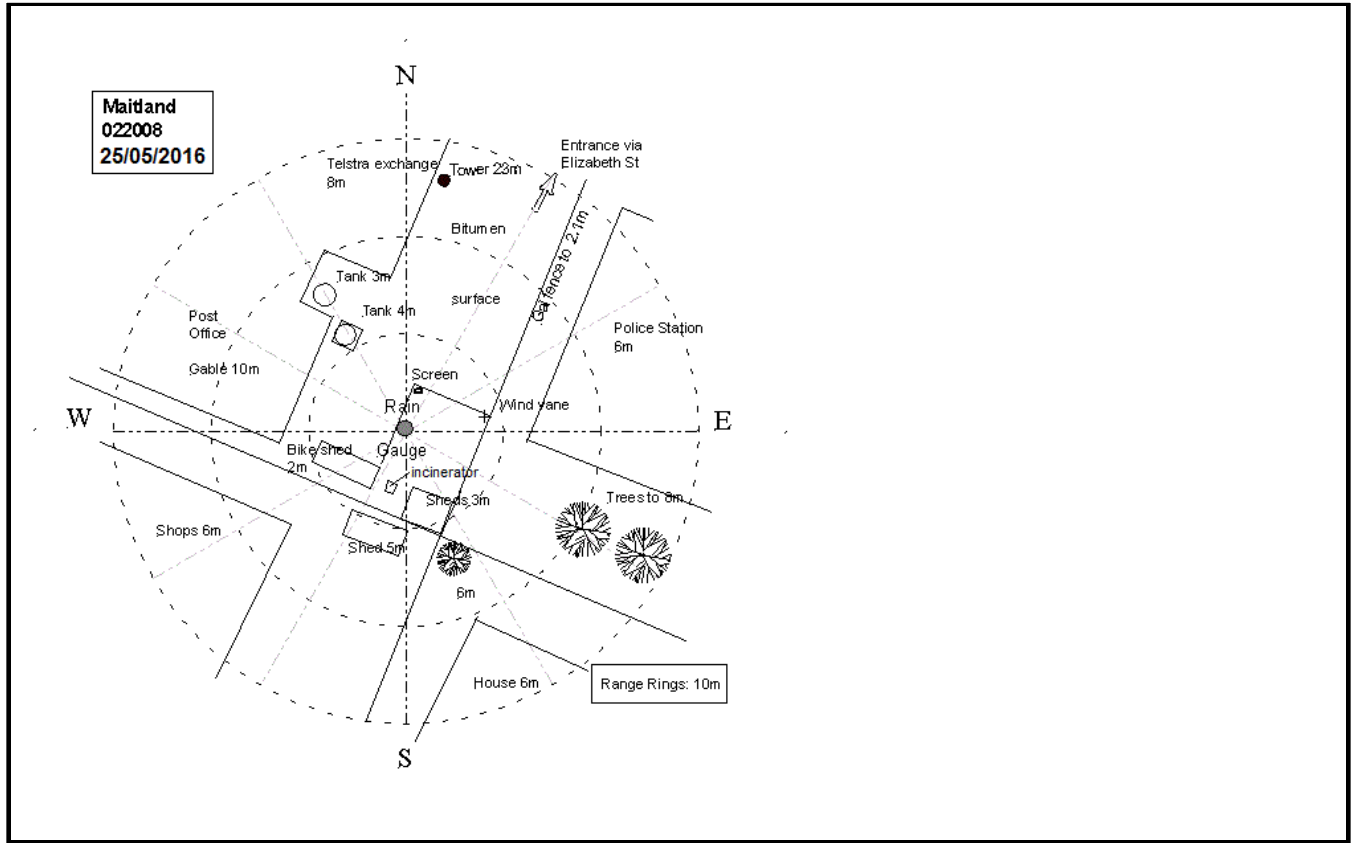 N
Maitland
022008
25/05/2016
Entrance via
Elizabeth St
Telstra exchange
8m
Tower 23m
Bitumen
Gal fence to 2.1m
Tank 3m
surface
Tank 4m
Post
Office
Police Station
6m
Gable 10m
Screen
Rain
Wind vane
W
E
Gauge
Bike shed
2m
incinerator
Sheds 3m
Trees to 8m
Shops 6m
Shed 5m
6m
House 6m
Range Rings: 10m
S